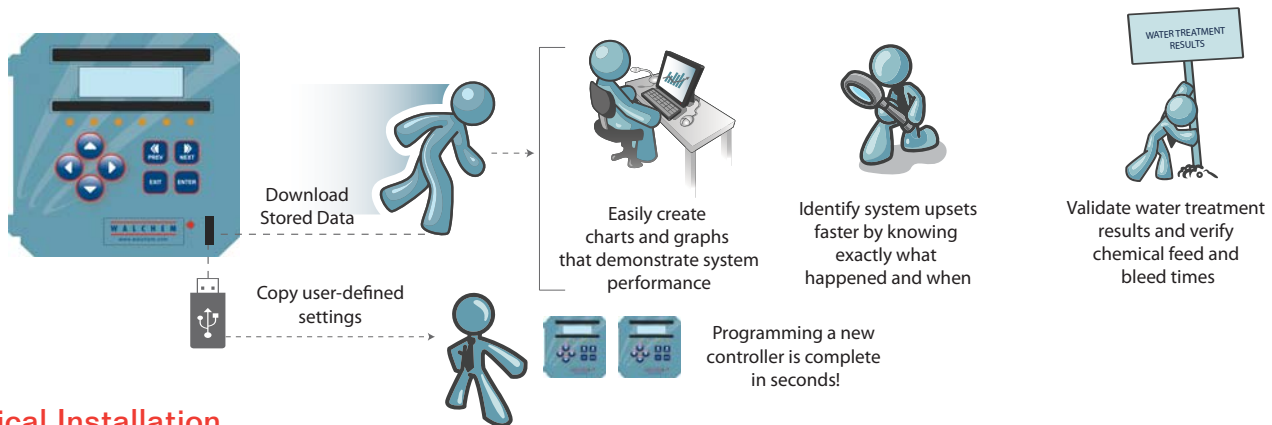 PREV
NEXT
EXIT
ENTER
WALCHEM
Download
Stored Data
Copy user-defined
settings
Easily create
charts and graphs
that demonstrate system
performance
Identify system upsets
faster by knowing
exactly what
happened and when
WATER TREATMENT
RESULTS
Validate water treatment
results and verify
chemical feed and
bleed times
Programming a new
controller is complete
in seconds!
ical Installation